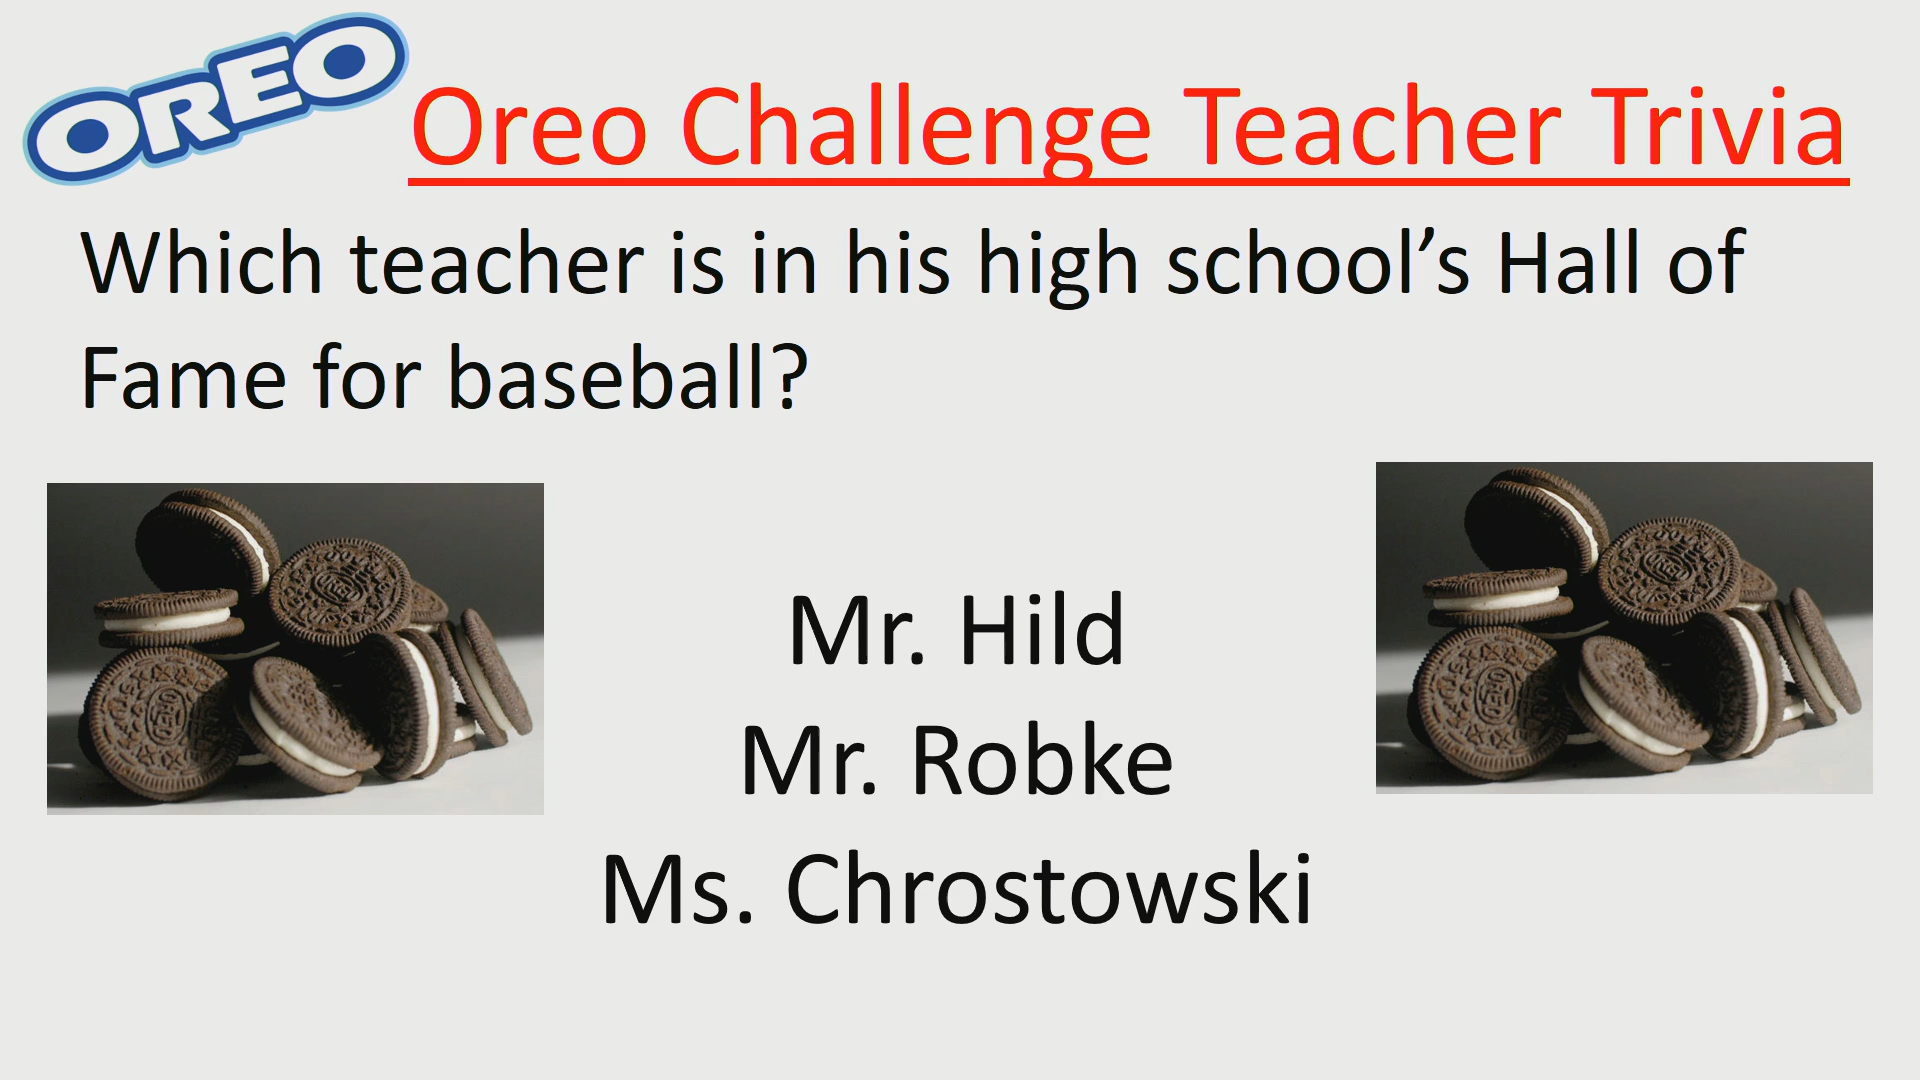 OREO
Oreo Challenge Teacher Trivia
Which teacher is in his high school’s Hall of
Fame for baseball?
Mr. Hild
Mr. Robke
Ms. Chrostowski